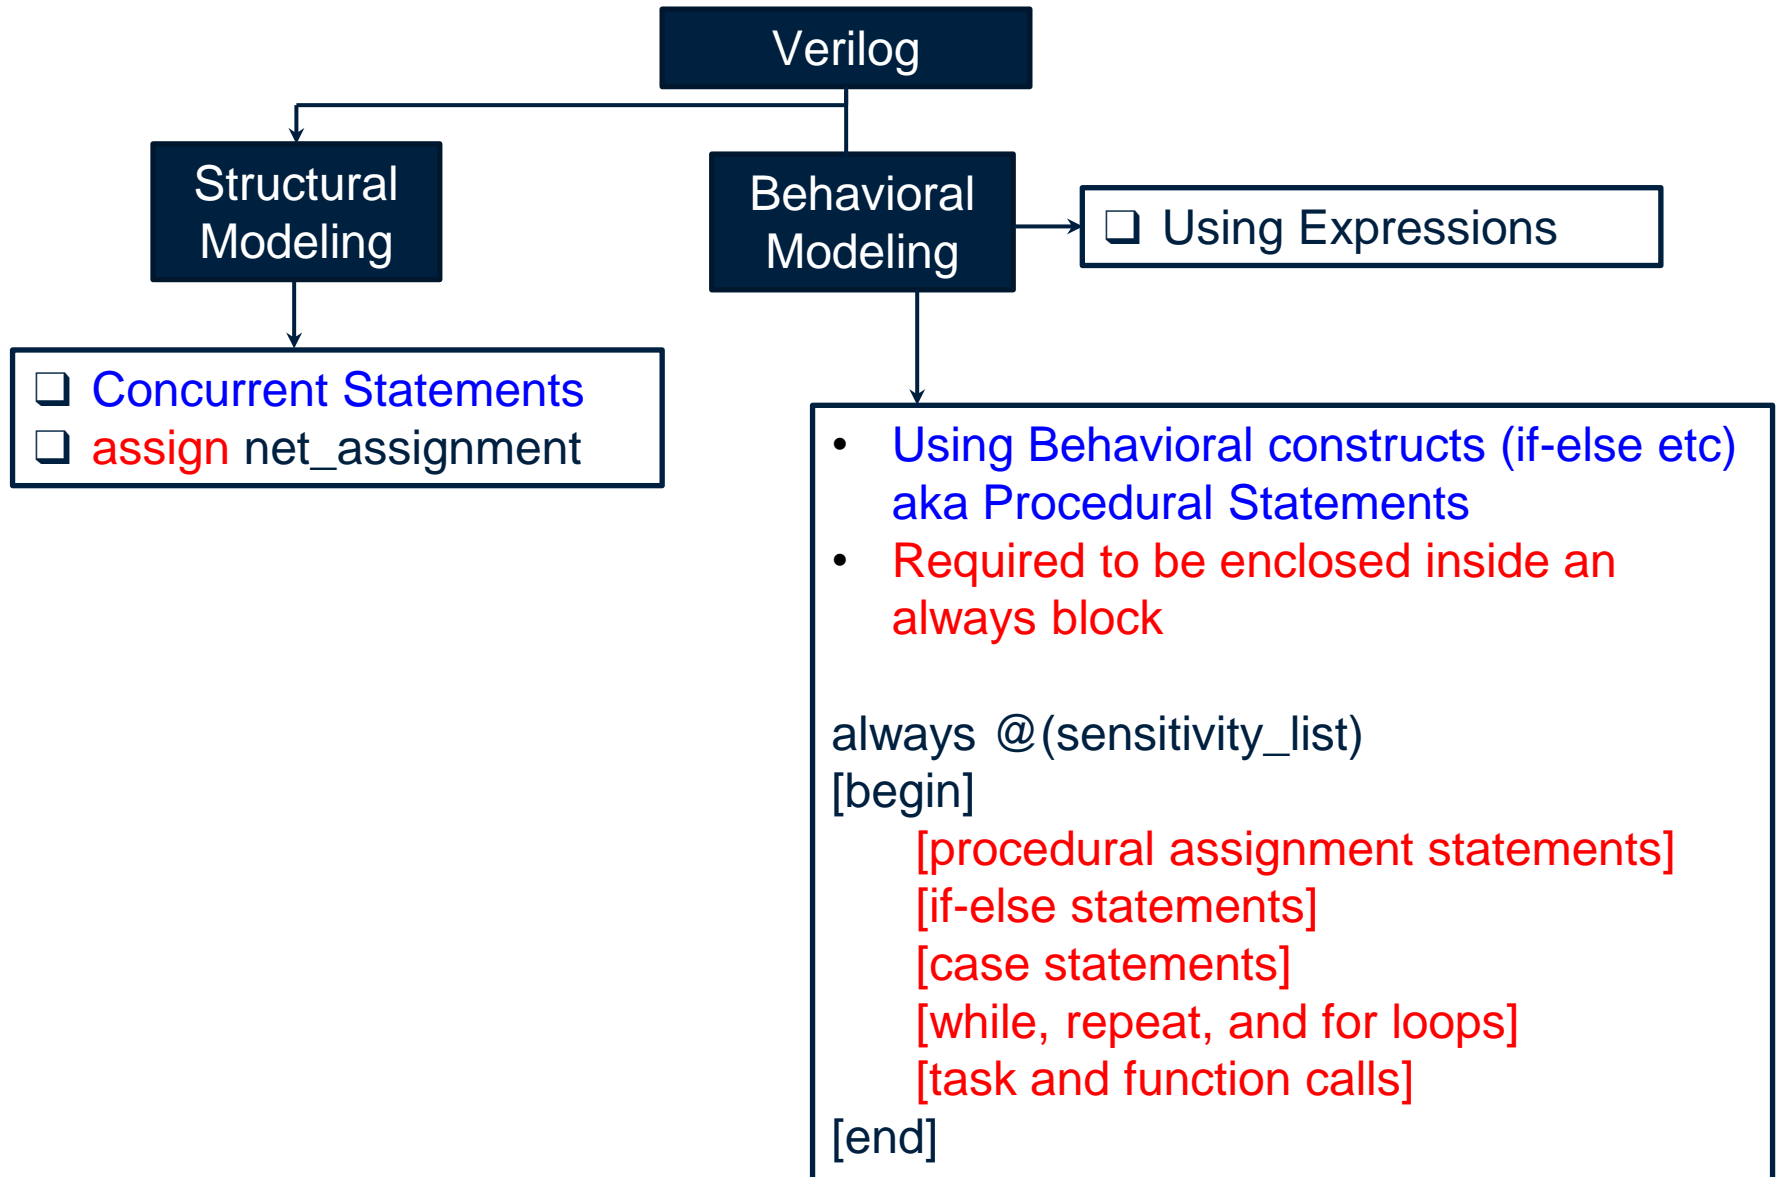 Verilog
Structural
Modeling
Behavioral
Modeling
❑ Using Expressions
❑ Concurrent Statements
❑ assign net_assignment
• Using Behavioral constructs (if-else etc)
aka Procedural Statements
• Required to be enclosed inside an
always block
always @(sensitivity_list)
[begin]
[procedural assignment statements]
[if-else statements]
[case statements]
[while, repeat, and for loops]
[task and function calls]
[end]